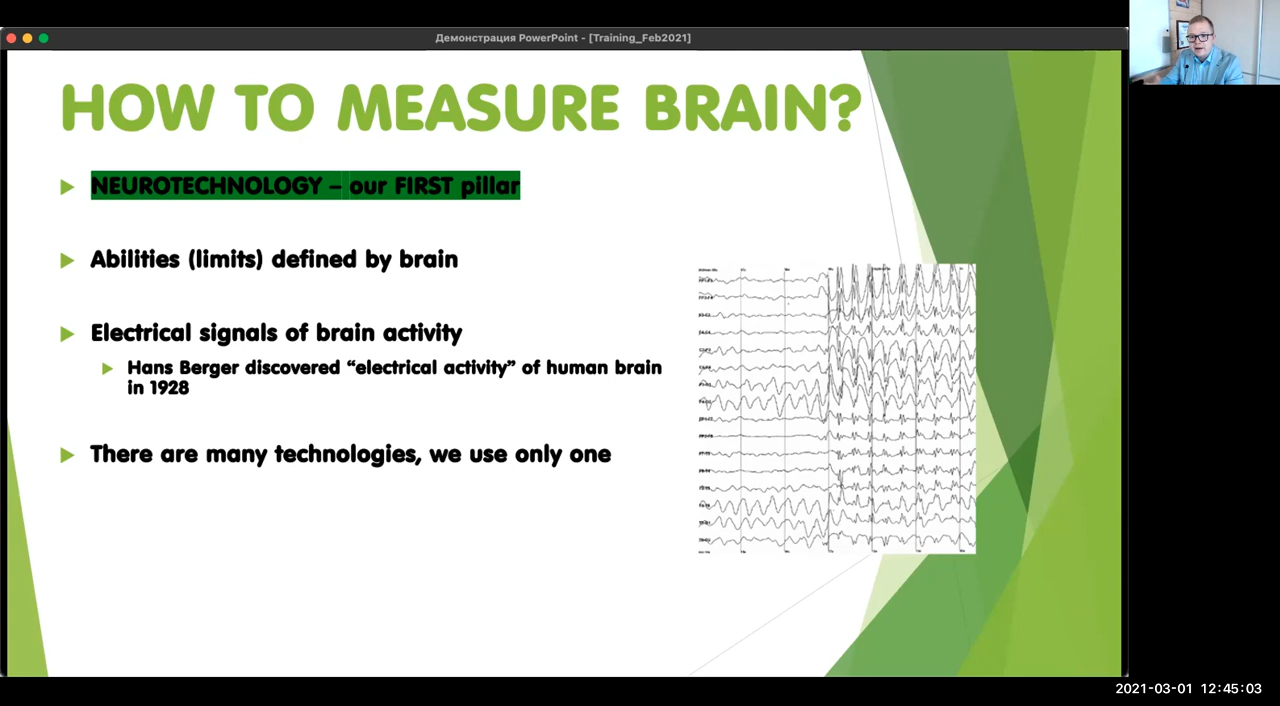 Демонстрация PowerPoint - [Training_Feb2021]
HOW TO MEASURE BRAIN?
NEUROTECHNOLOGY – our FIRST pillar
Abilities (limits) defined by brain
Electrical signals of brain activity
Hans Berger discovered “electrical activity” of human brain
in 1928
There are many technologies, we use only one
2021-03-01 12:45:03